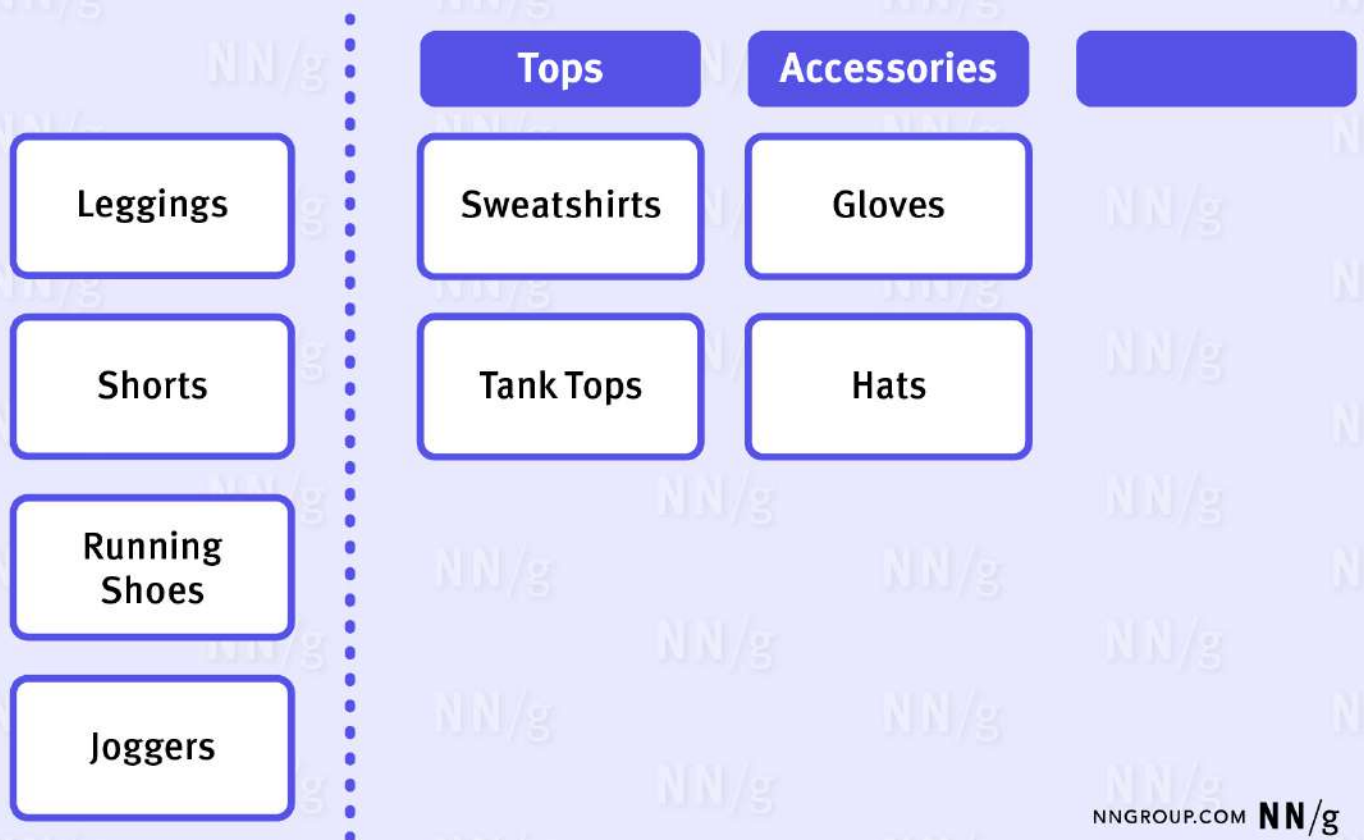 Tops
Accessories
Leggings
Sweatshirts
Gloves
Shorts
Tank Tops
Hats
Running
Shoes
Joggers
NNGROUP.COM NN/g